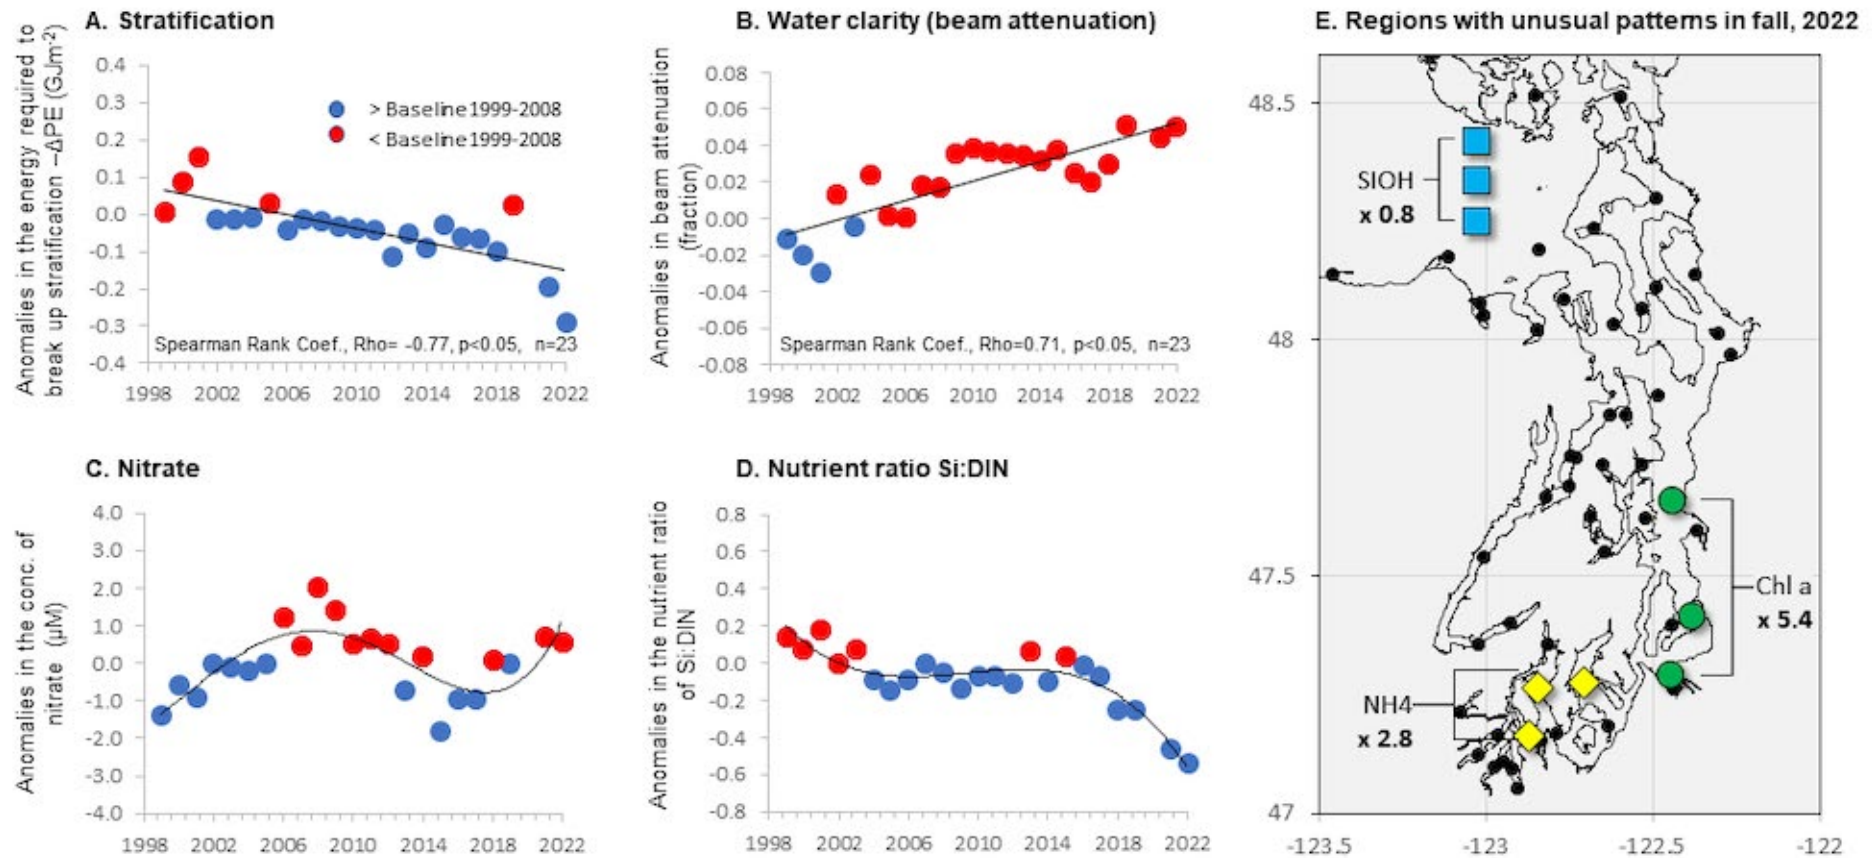 A. Stratification
Anomalies in the energy required to
break up stratification –ΔPE (GJm-2)
0.4
0.3
0.2
0.1
0.0
-0.1
-0.2
-0.3
-0.4
> Baseline 1999-2008
< Baseline 1999-2008
Spearman Rank Coef., Rho= -0.77, p<0.05, n=23
1998 2002 2006 2010 2014 2018 2022
B. Water clarity (beam attenuation)
Anomalies in beam attenuation
(fraction)
0.08
0.06
0.04
0.02
0.00
-0.02
-0.04
-0.06
-0.08
Spearman Rank Coef., Rho=0.71, p<0.05, n=23
1998 2002 2006 2010 2014 2018 2022
C. Nitrate
Anomalies in the conc. of
nitrate (µM)
4.0
3.0
2.0
1.0
0.0
-1.0
-2.0
-3.0
-4.0
1998 2002 2006 2010 2014 2018 2022
D. Nutrient ratio Si:DIN
Anomalies in the nutrient ratio
of Si:DIN
0.8
0.6
0.4
0.2
0.0
-0.2
-0.4
-0.6
-0.8
1998 2002 2006 2010 2014 2018 2022
E. Regions with unusual patterns in fall, 2022
48.5
48
47.5
47
SIOH
x 0.8
Chl a
x 5.4
NH4
x 2.8
-123.5 -123 -122.5 -122